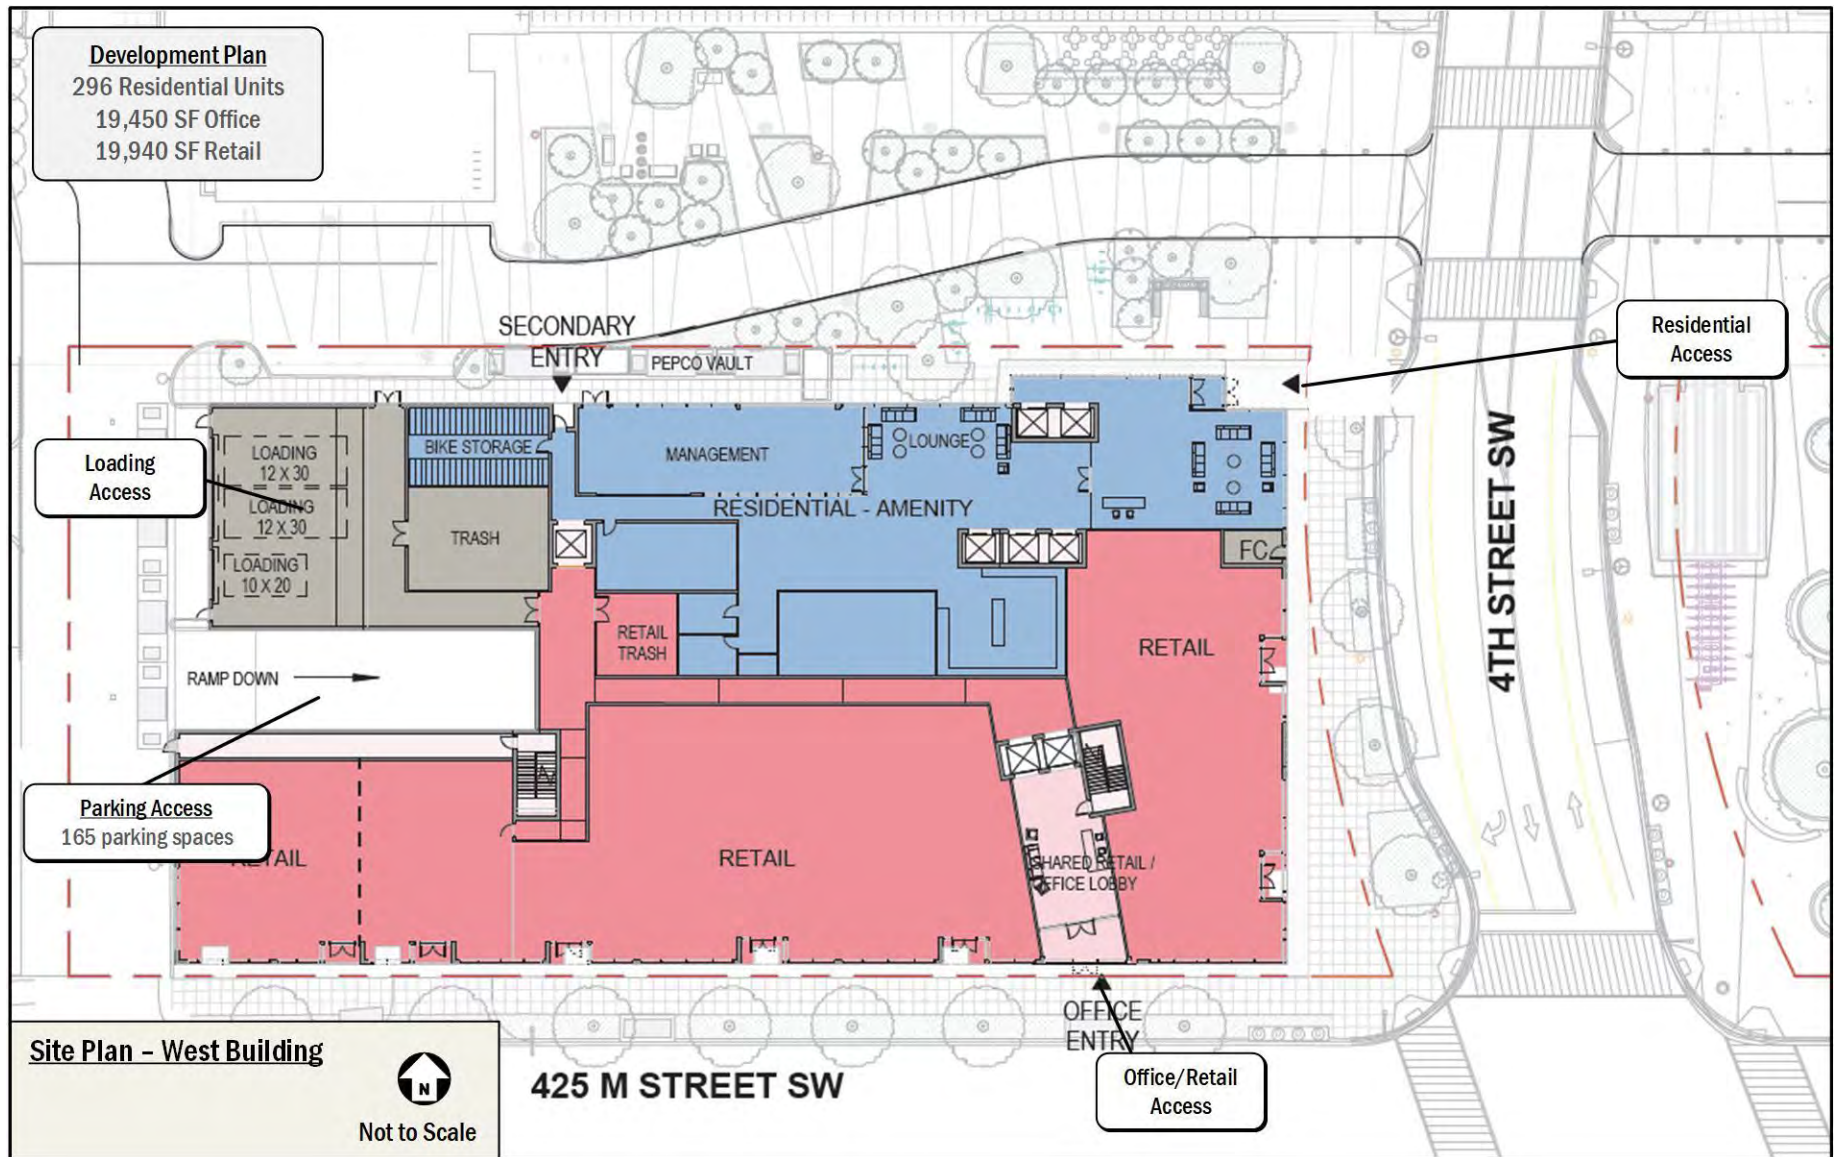 Development Plan
296 Residential Units
19,450 SF Office
19,940 SF Retail
SECONDARY
ENTRY
PEPCO VAULT
Residential
Access
Loading
Access
LOADING
12 X 30
LOADING
12 X 30
LOADING
10 X 20
BIKE STORAGE
TRASH
MANAGEMENT
LOUNGE
RESIDENTIAL - AMENITY
FC
RETAIL
TRASH
RETAIL
RAMP DOWN
4TH STREET SW
Parking Access
165 parking spaces
RETAIL
RETAIL
SHARED RETAIL /
OFFICE LOBBY
OFFICE
ENTRY
Office/Retail
Access
Site Plan – West Building
N
Not to Scale
425 M STREET SW